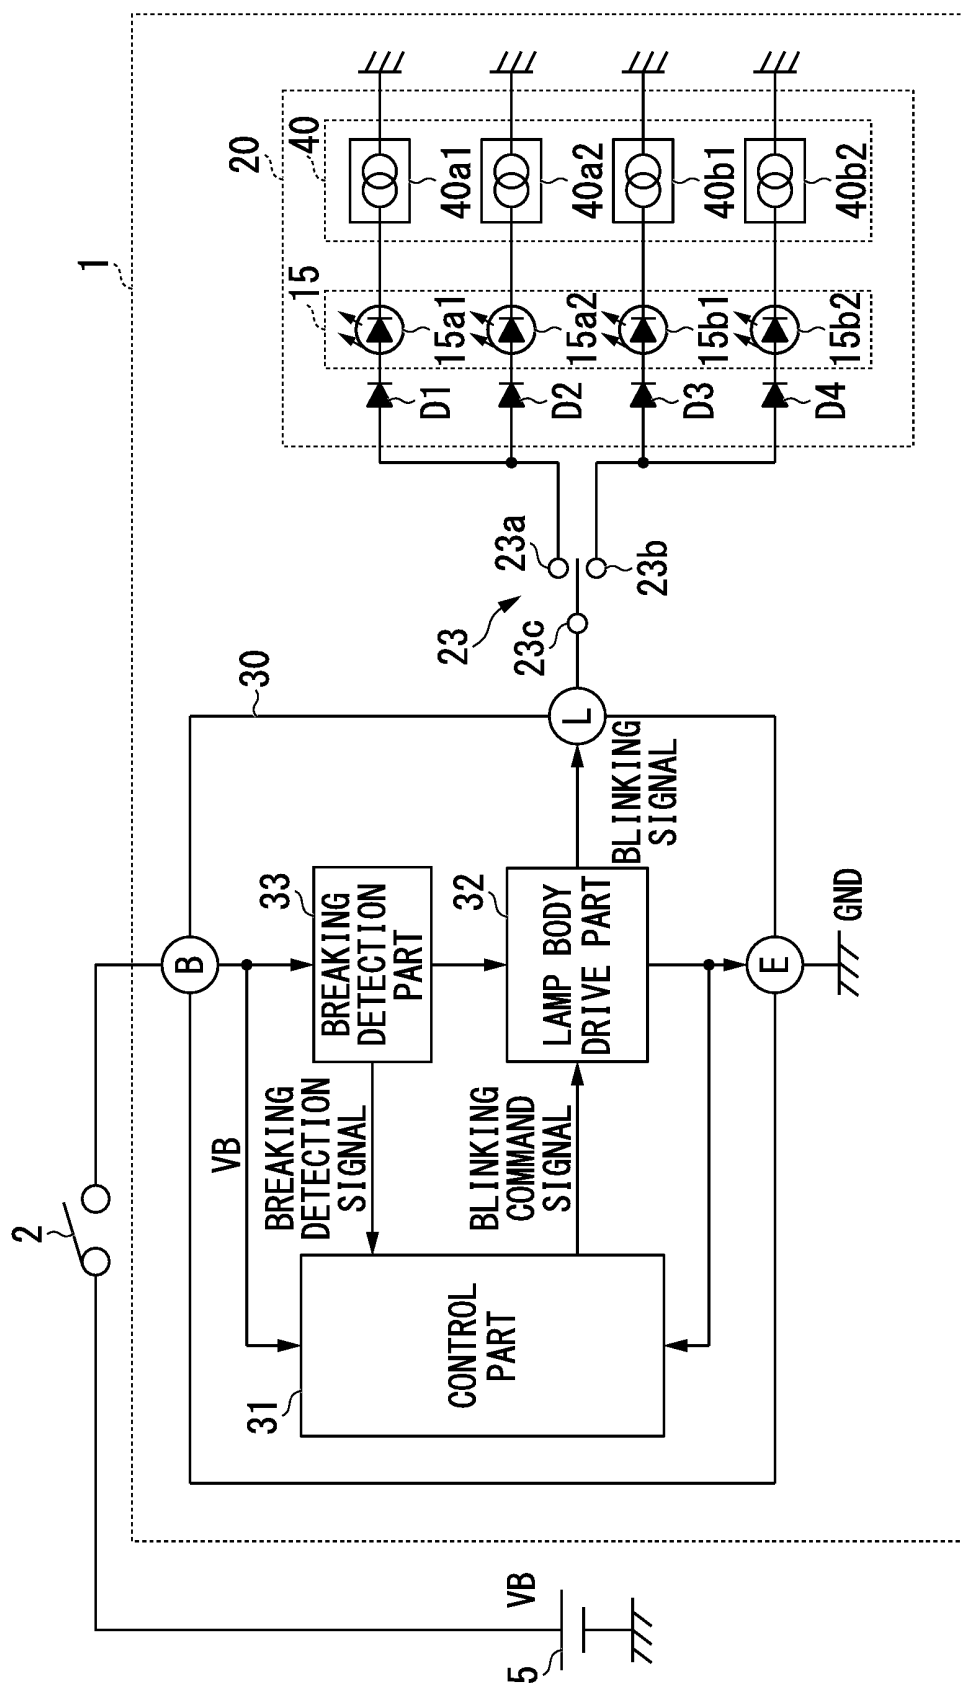 1
20
40
15
40a1
40a2
40b1
40b2
15a1
15a2
15b1
15b2
D1
D2
D3
D4
23a
23b
23
23c
30
L
BLINKING
SIGNAL
B
33
BREAKING
DETECTION
PART
32
LAMP BODY
DRIVE PART
E
GND
VB
BREAKING
DETECTION
SIGNAL
BLINKING
COMMAND
SIGNAL
2
31
CONTROL
PART
VB
5